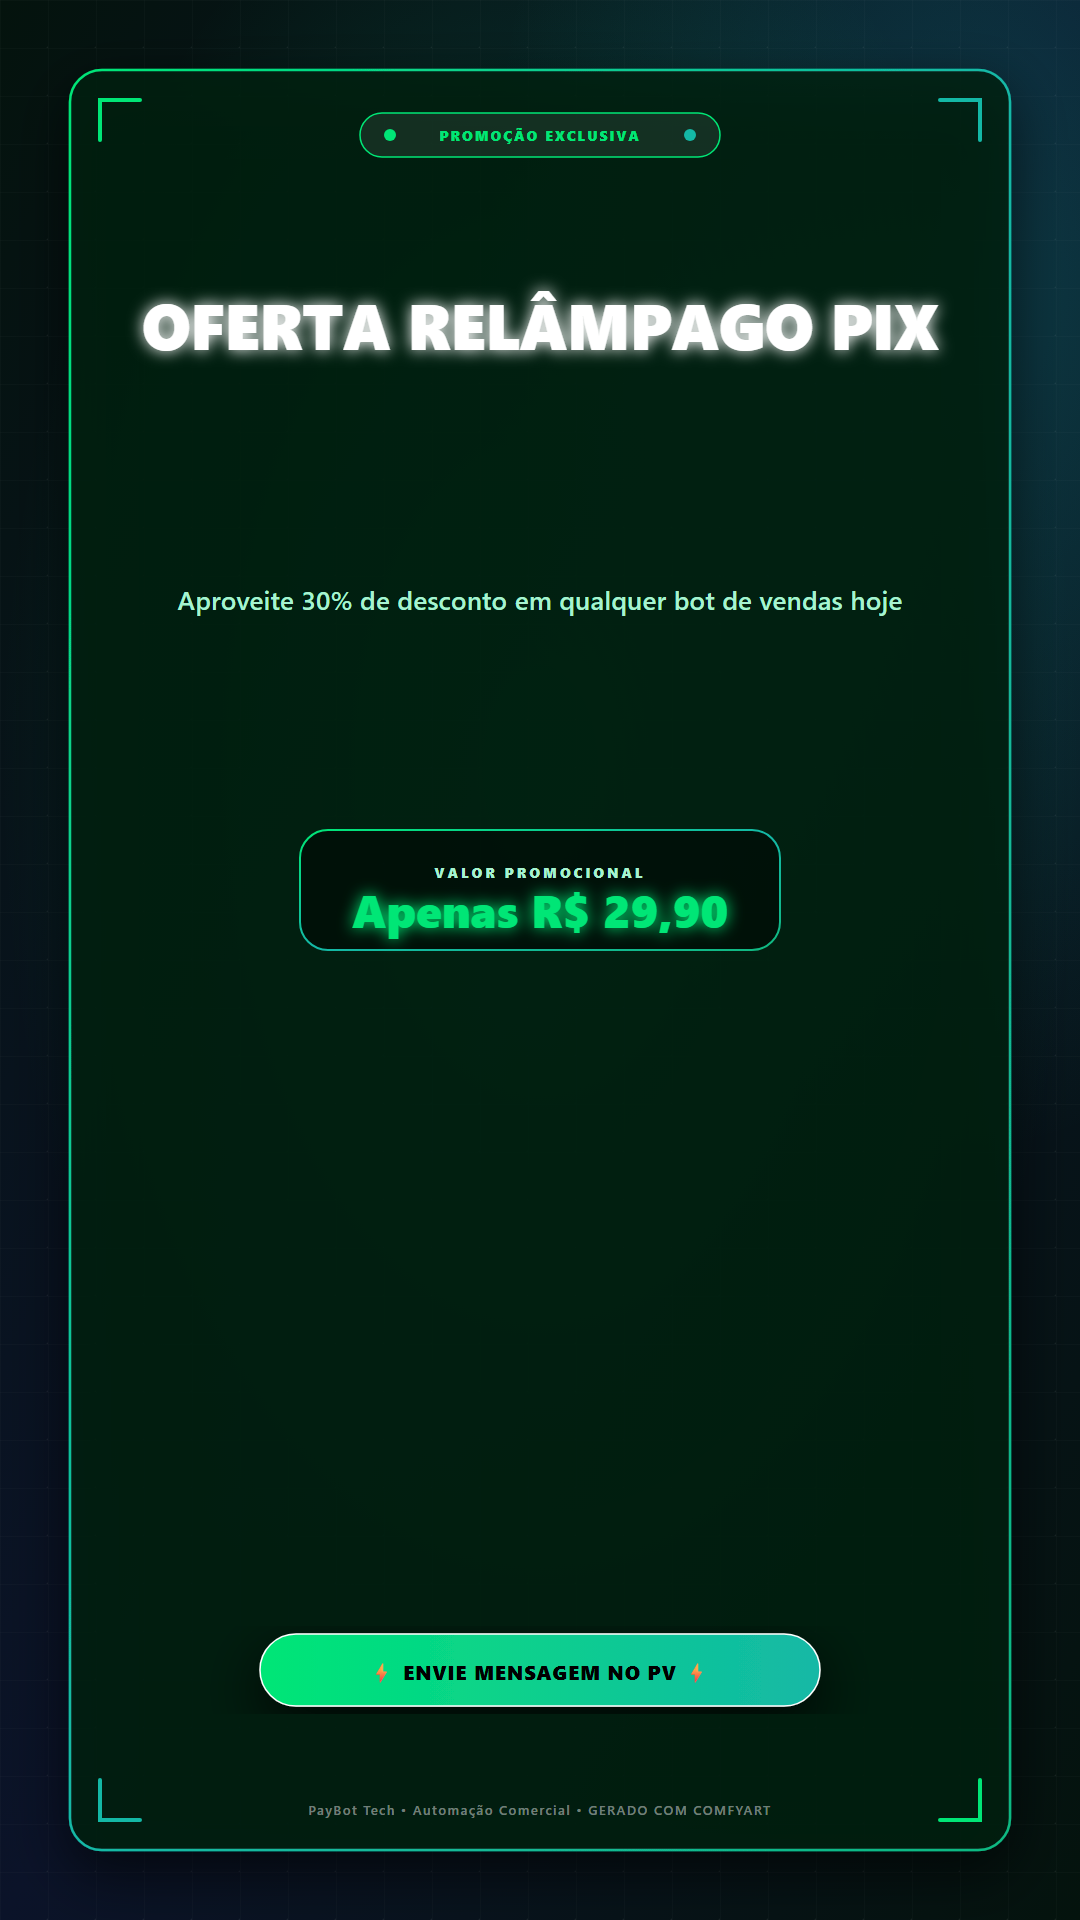 PROMOÇÃO EXCLUSIVA
OFERTA RELÂMPAGO PIX
Aproveite 30% de desconto em qualquer bot de vendas hoje
VALOR PROMOCIONAL
Apenas R$ 29,90
⚡ ENVIE MENSAGEM NO PV ⚡
PayBot Tech • Automação Comercial • GERADO COM COMFYART